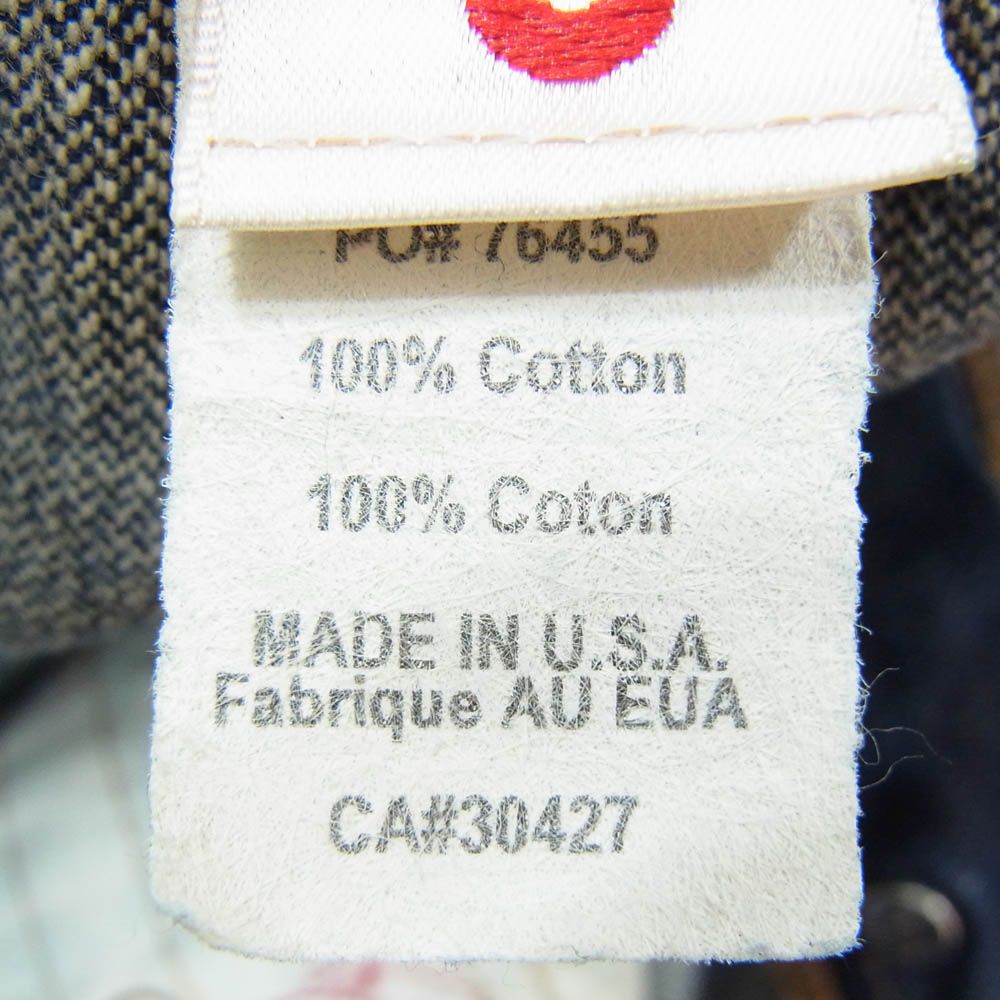 PO# 76455
100% Cotton
100% Coton
MADE IN U.S.A.
Fabrique AU EUA
CA#30427